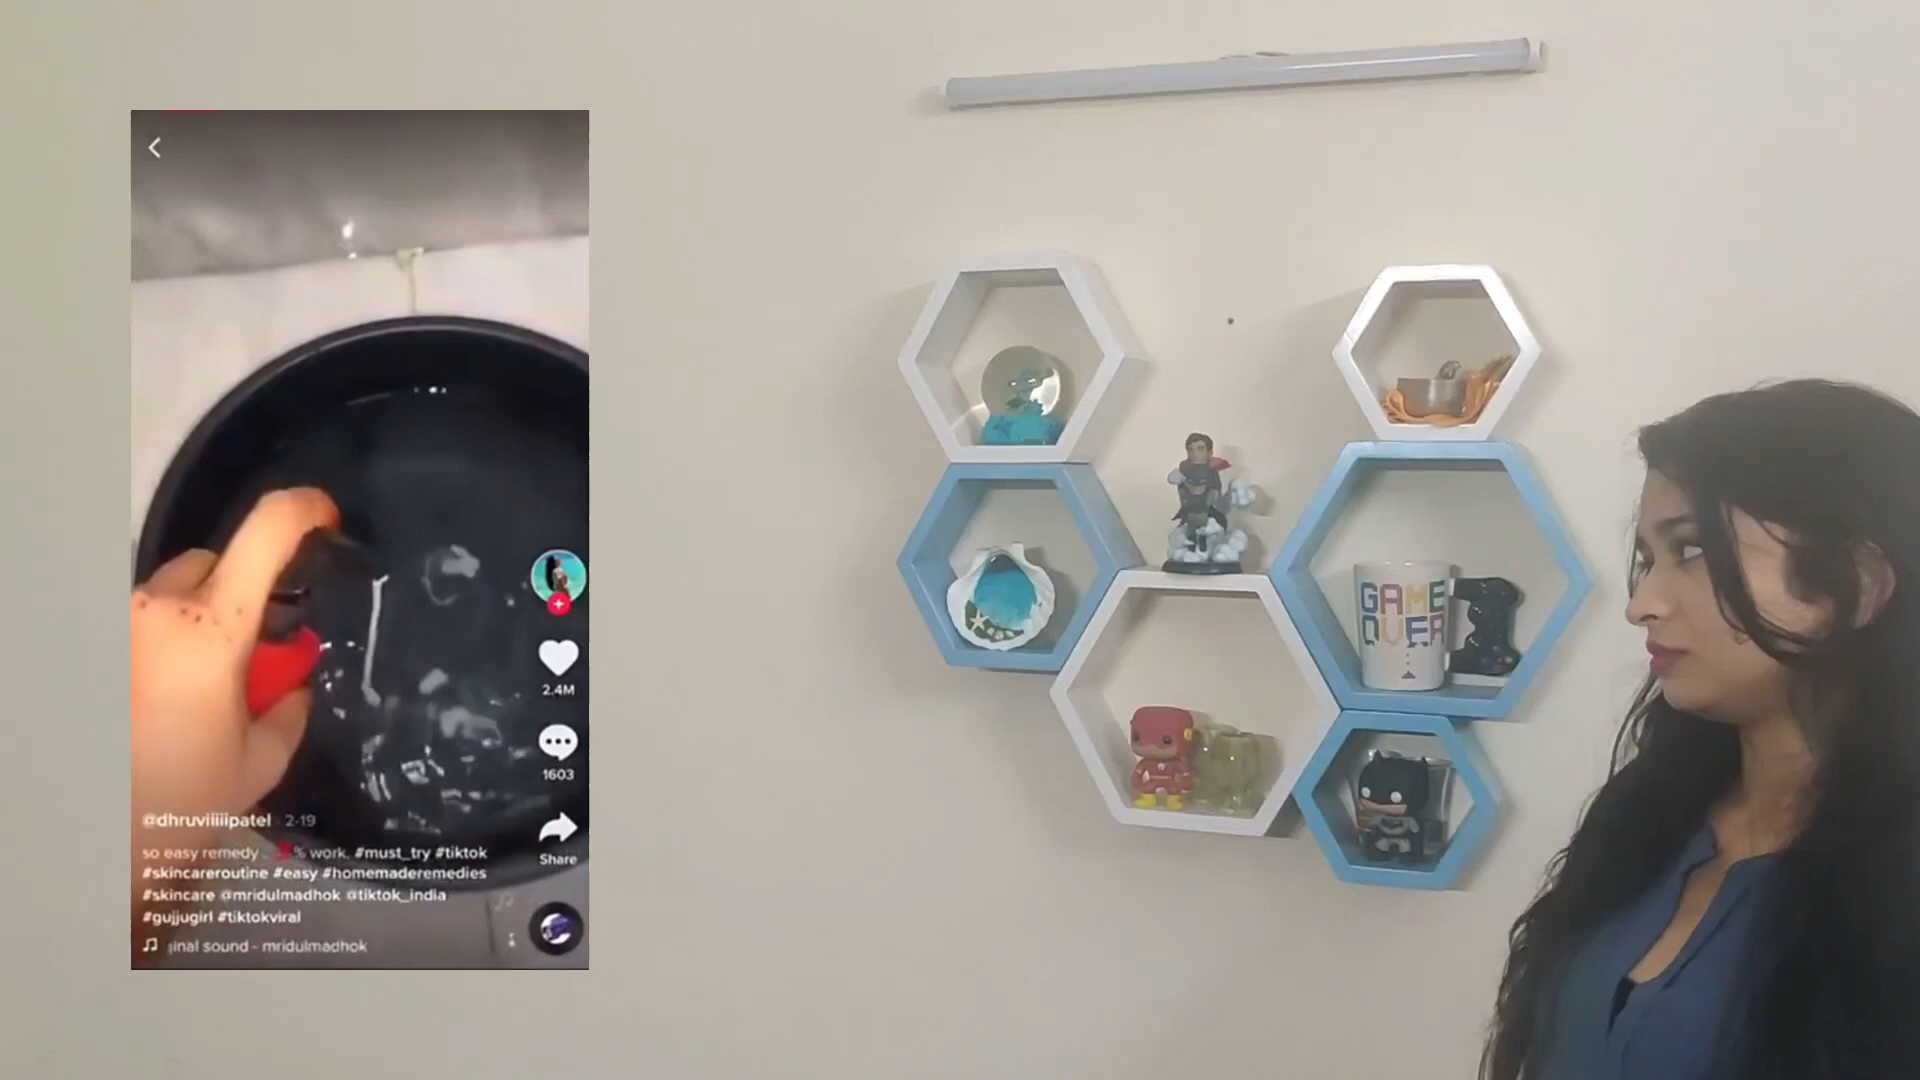 2.4M
1603
Share
@dhruviiiiipatel · 2-19
so easy remedy .. % work. #must_try #tiktok
#skincareroutine #easy #homemaderemedies
#skincare @mridulmadhok @tiktok_india
#gujjugirl #tiktokviral
ginal sound - mridulmadhok
GAME
OVER